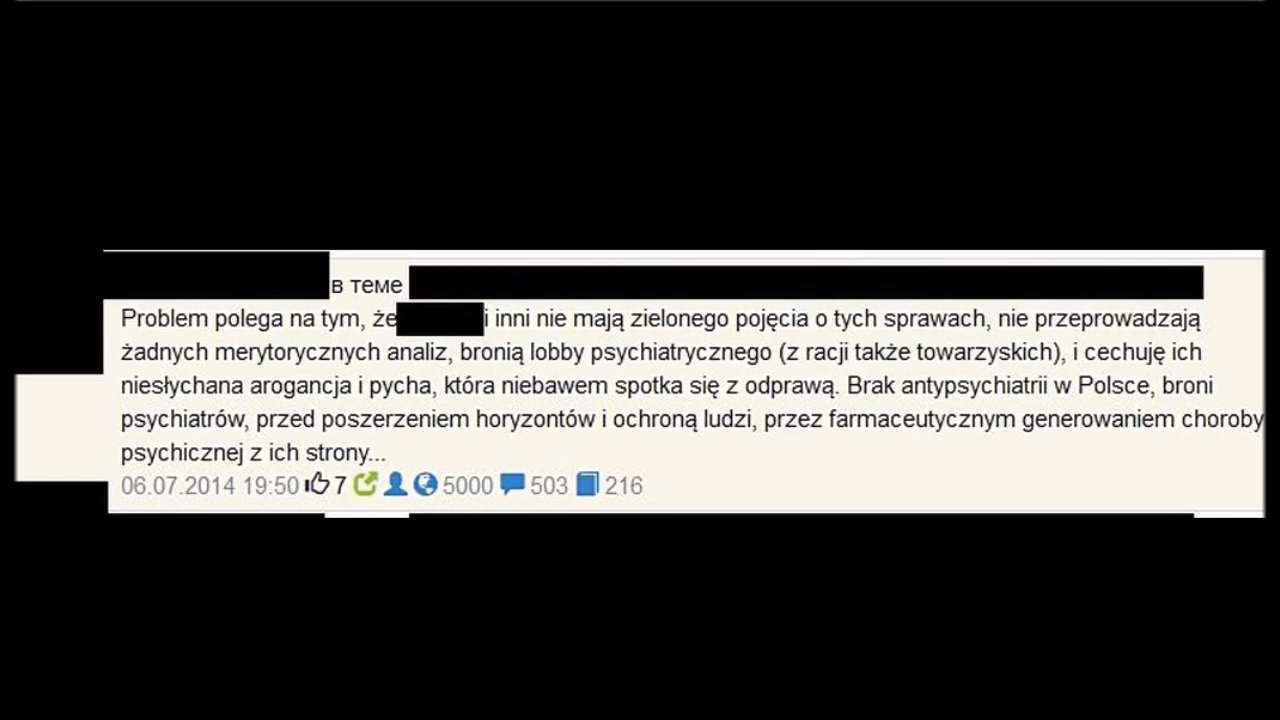 в теме
Problem polega na tym, że i inni nie mają zielonego pojęcia o tych sprawach, nie przeprowadzają
żadnych merytorycznych analiz, bronią lobby psychiatrycznego (z racji także towarzyskich), i cechuję ich
niesłychana arogancja i pycha, która niebawem spotka się z odprawą. Brak antypsychiatrii w Polsce, broni
psychiatrów, przed poszerzeniem horyzontów i ochroną ludzi, przez farmaceutycznym generowaniem choroby
psychicznej z ich strony...
06.07.2014 19:50 7 5000 503 216